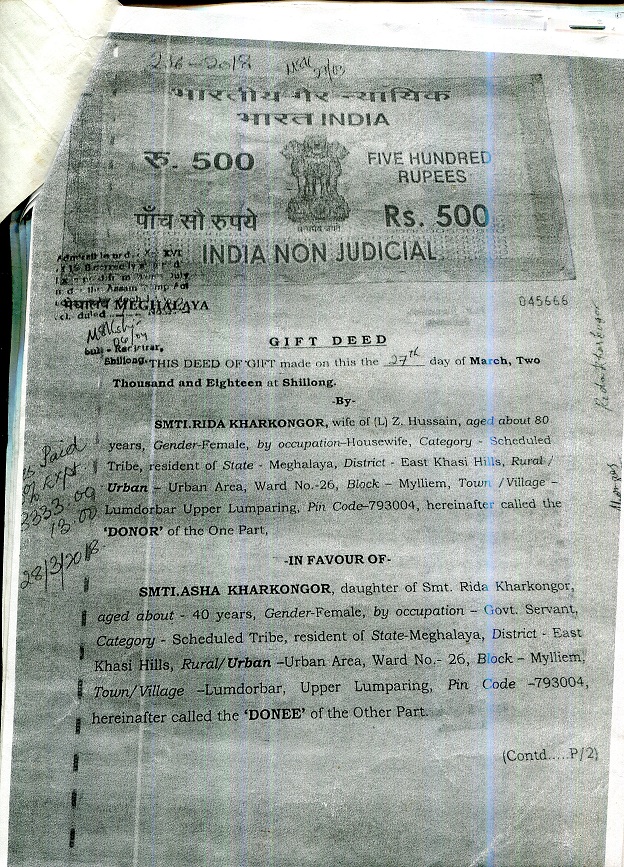 236-2018
भारतीय गैर न्यायिक
भारत INDIA
रु. 500
FIVE HUNDRED
RUPEES
पाँच सौ रुपये
सत्यमेव जयते
Rs. 500
INDIA NON JUDICIAL
मेघालय MEGHALAYA
045666
Sub-Registrar,
Shillong.
GIFT DEED
THIS DEED OF GIFT made on this the 27th day of March, Two
Thousand and Eighteen at Shillong.
-By-
SMTI.RIDA KHARKONGOR, wife of (L) Z. Hussain, aged about 80
years, Gender-Female, by occupation-Housewife, Category - Scheduled
Tribe, resident of State - Meghalaya, District - East Khasi Hills, Rural/
Urban - Urban Area, Ward No.-26, Block - Mylliem, Town /Village -
Lumdorbar Upper Lumparing, Pin Code-793004, hereinafter called the
'DONOR' of the One Part,
-IN FAVOUR OF-
SMTI.ASHA KHARKONGOR, daughter of Smt. Rida Kharkongor,
aged about - 40 years, Gender-Female, by occupation – Govt. Servant,
Category - Scheduled Tribe, resident of State-Meghalaya, District - East
Khasi Hills, Rural/Urban –Urban Area, Ward No.- 26, Block - Mylliem,
Town/Village –Lumdorbar, Upper Lumparing, Pin Code –793004,
hereinafter called the 'DONEE' of the Other Part.
(Contd.....P/2)
Paid
13.00
28/3/2018
Rida Kharkongor